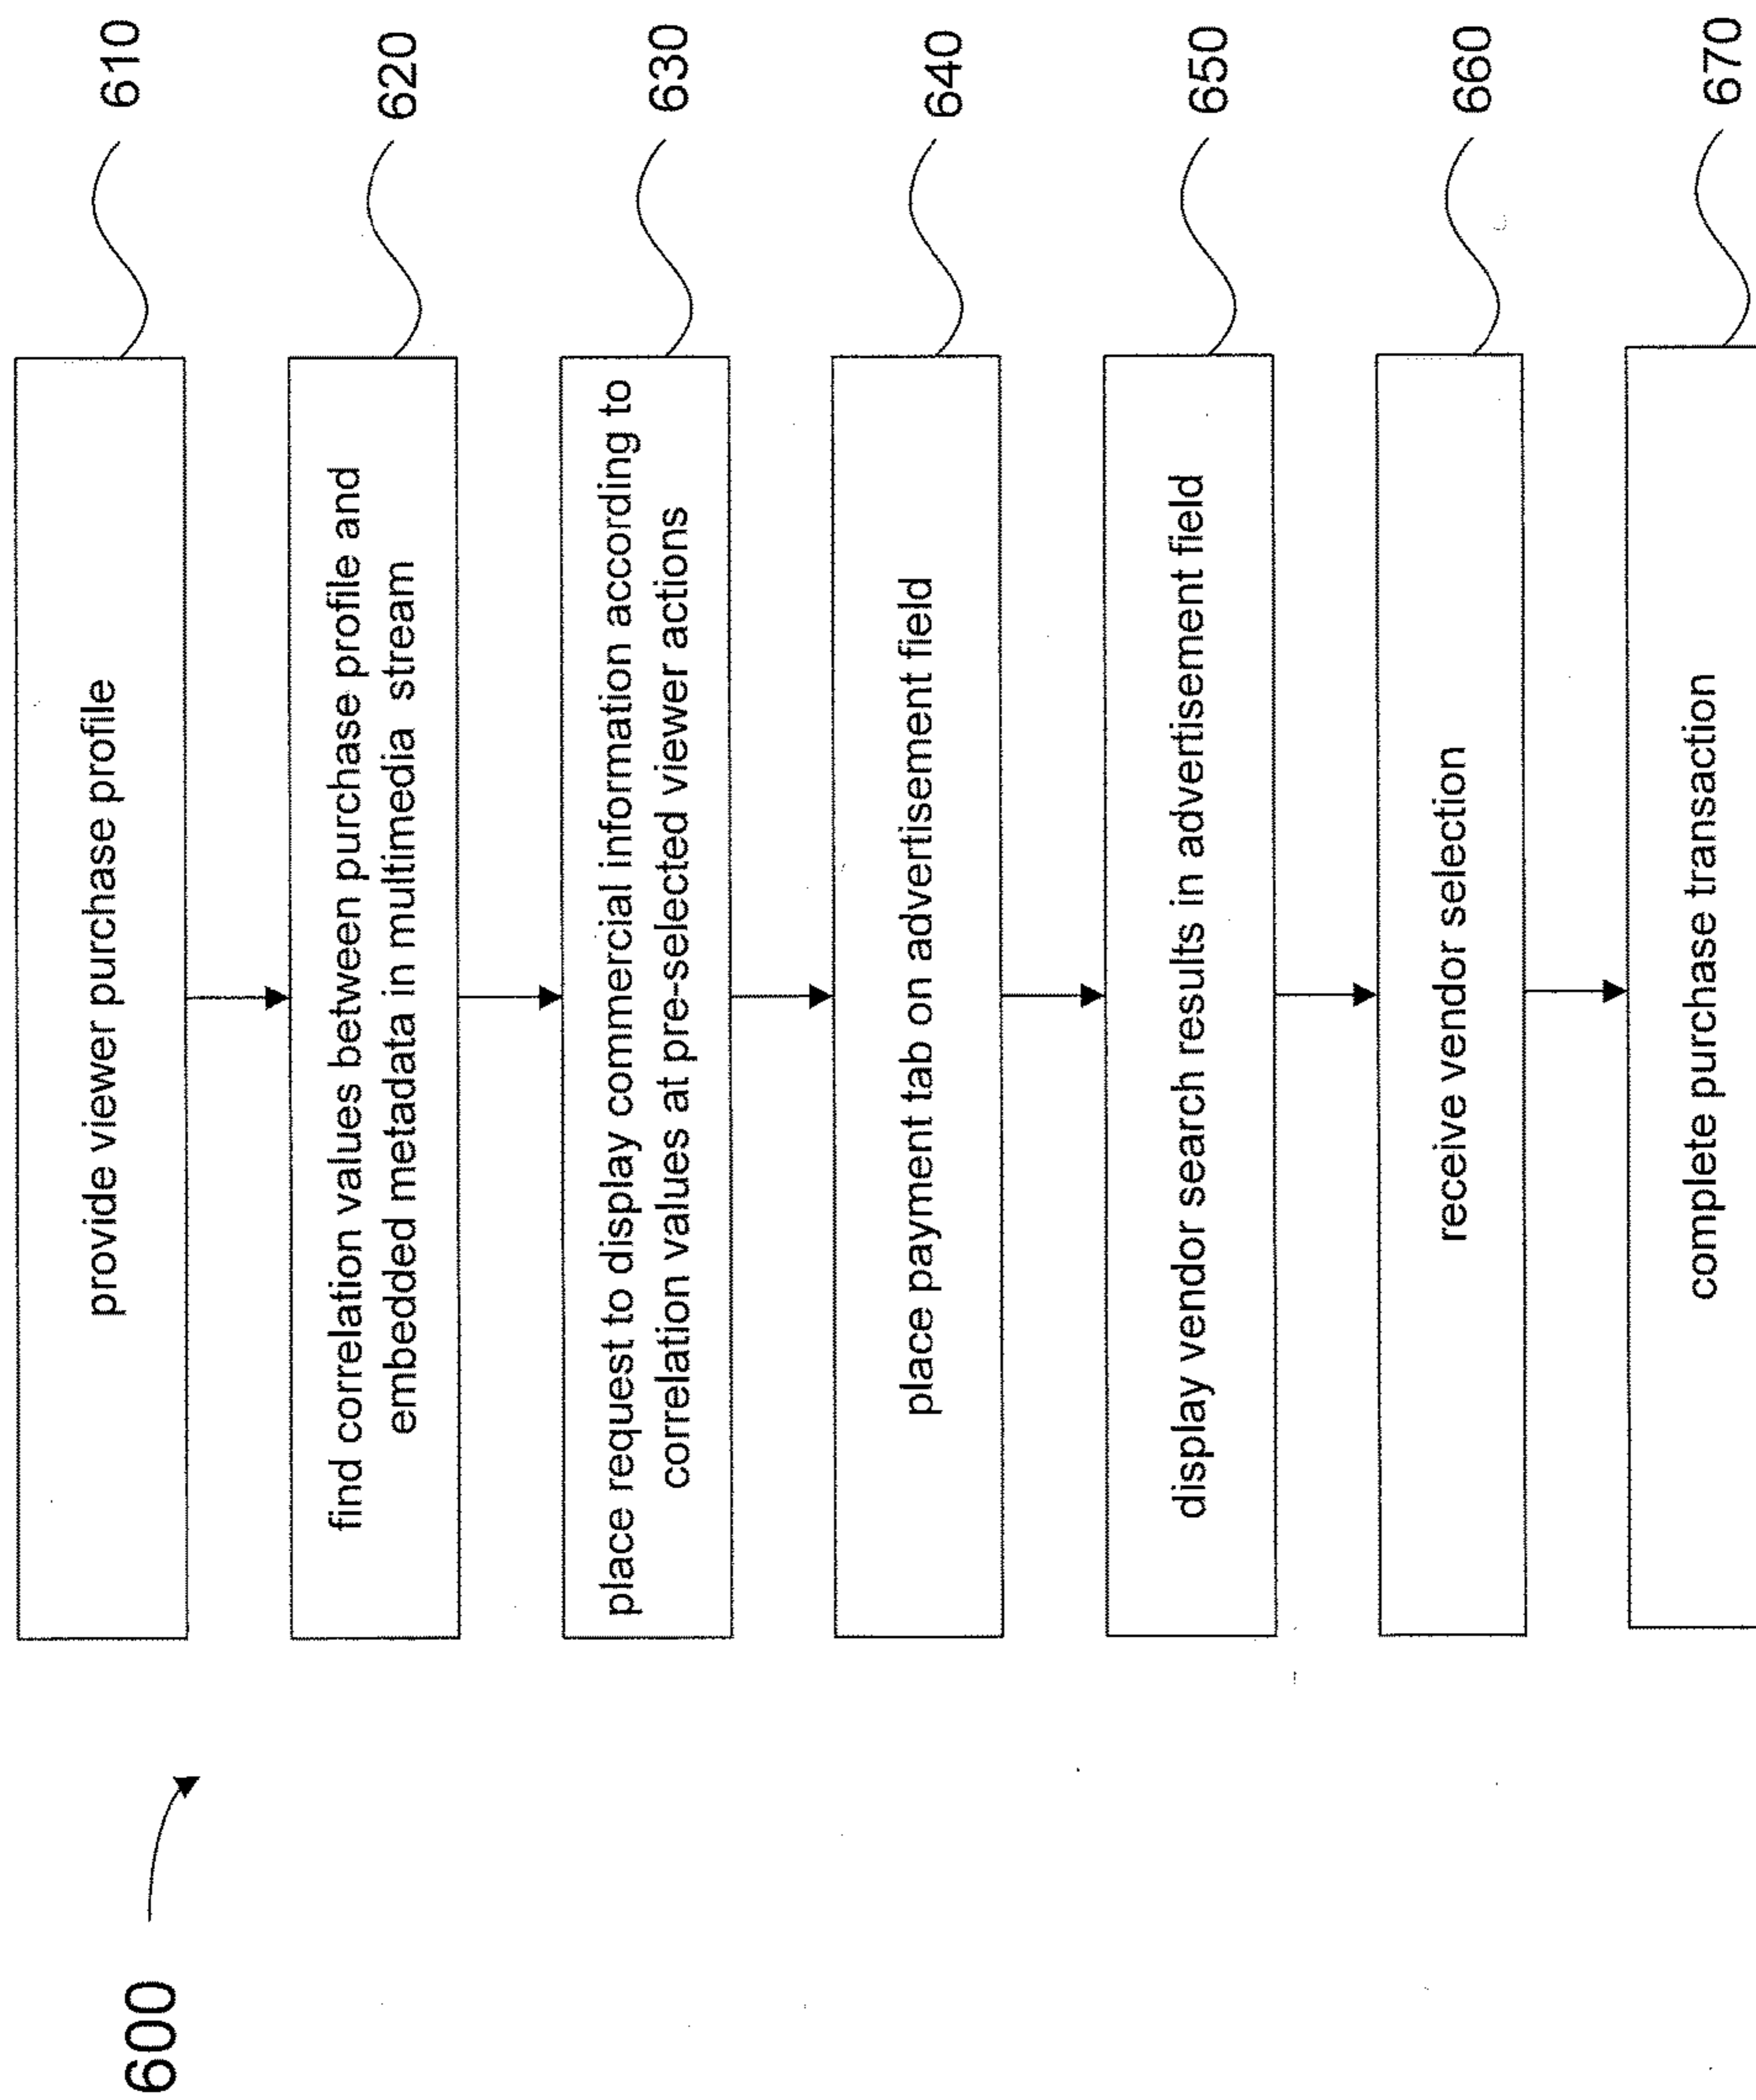 600
provide viewer purchase profile
610
find correlation values between purchase profile and
embedded metadata in multimedia stream
620
place request to display commercial information according to
correlation values at pre-selected viewer actions
630
place payment tab on advertisement field
640
display vendor search results in advertisement field
650
receive vendor selection
660
complete purchase transaction
670